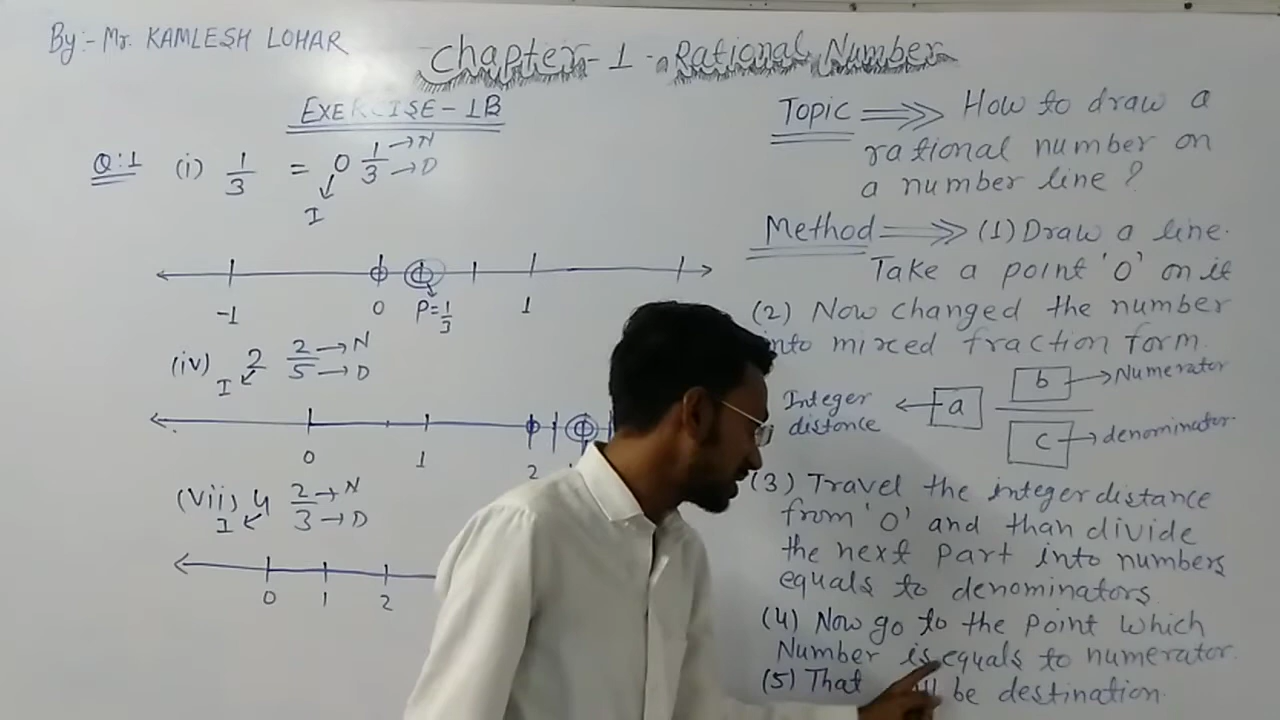 By:- Mr. KAMLESH LOHAR
Chapter-1- Rational Number
EXERCISE-1B
Q:1 (i) 1/3 = 0 1/3 → N → D
I
-1 0 P=1/3 1
(iv) 2 2/5 → N → D
I
0 1 2
(vii) 4 2/3 → N → D
I
0 1 2
Topic ⟹ How to draw a
rational number on
a number line?
Method ⟹ (1) Draw a line.
Take a point 'O' on it
(2) Now changed the number
into mixed fraction form.
Integer distance ← a b/c → Numerator → denominator
(3) Travel the integer distance
from 'O' and than divide
the next part into numbers
equals to denominators
(4) Now go to the point which
Number is equals to numerator.
(5) That be destination.